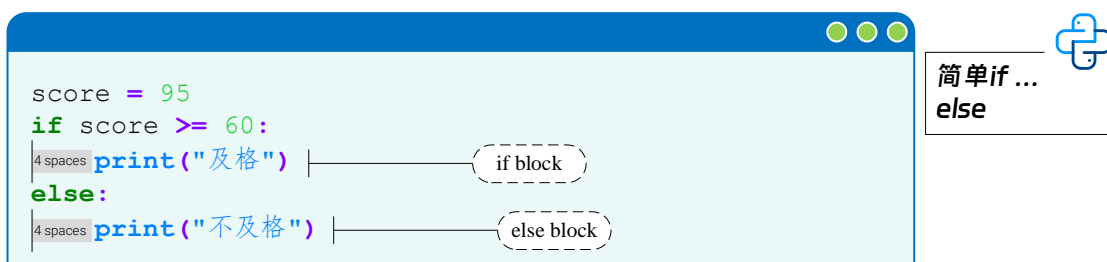 score = 95
if score >= 60:
4 spaces print("及格") if block
else:
4 spaces print("不及格") else block
简单if ...
else